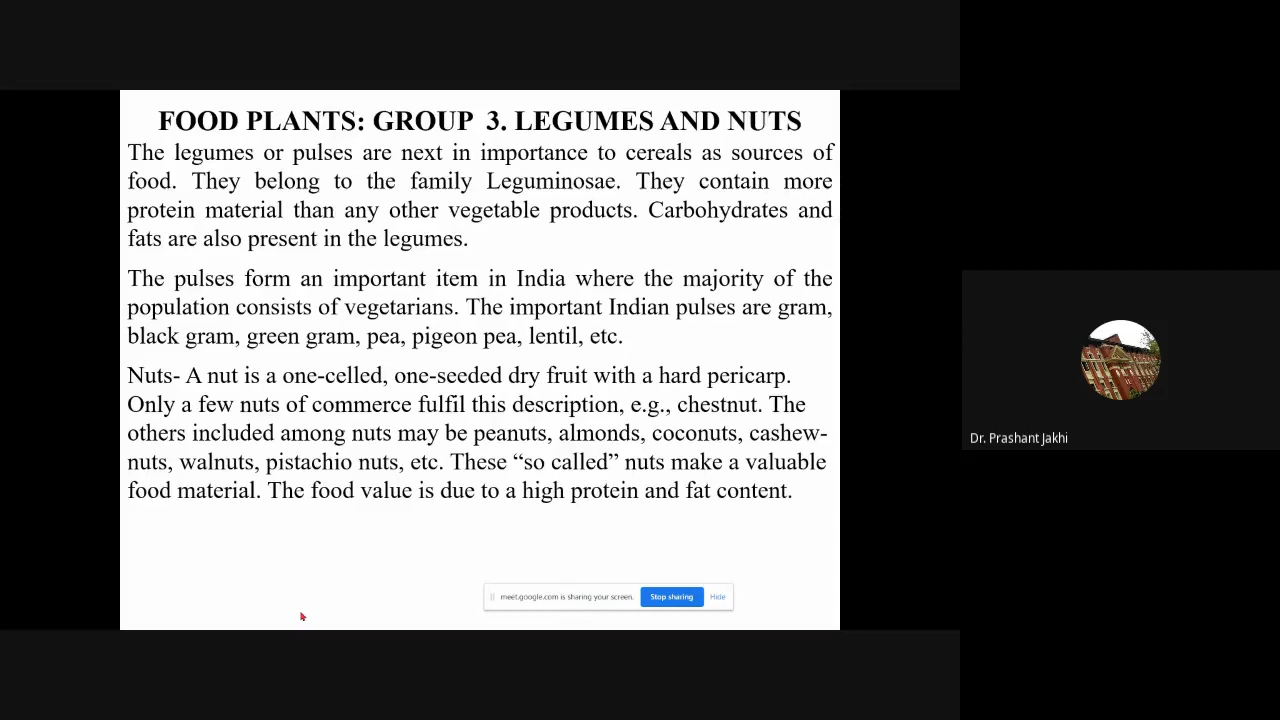 FOOD PLANTS: GROUP 3. LEGUMES AND NUTS
The legumes or pulses are next in importance to cereals as sources of
food. They belong to the family Leguminosae. They contain more
protein material than any other vegetable products. Carbohydrates and
fats are also present in the legumes.
The pulses form an important item in India where the majority of the
population consists of vegetarians. The important Indian pulses are gram,
black gram, green gram, pea, pigeon pea, lentil, etc.
Nuts- A nut is a one-celled, one-seeded dry fruit with a hard pericarp.
Only a few nuts of commerce fulfil this description, e.g., chestnut. The
others included among nuts may be peanuts, almonds, coconuts, cashew-
nuts, walnuts, pistachio nuts, etc. These “so called” nuts make a valuable
food material. The food value is due to a high protein and fat content.
meet.google.com is sharing your screen. Stop sharing Hide
Dr. Prashant Jakhi